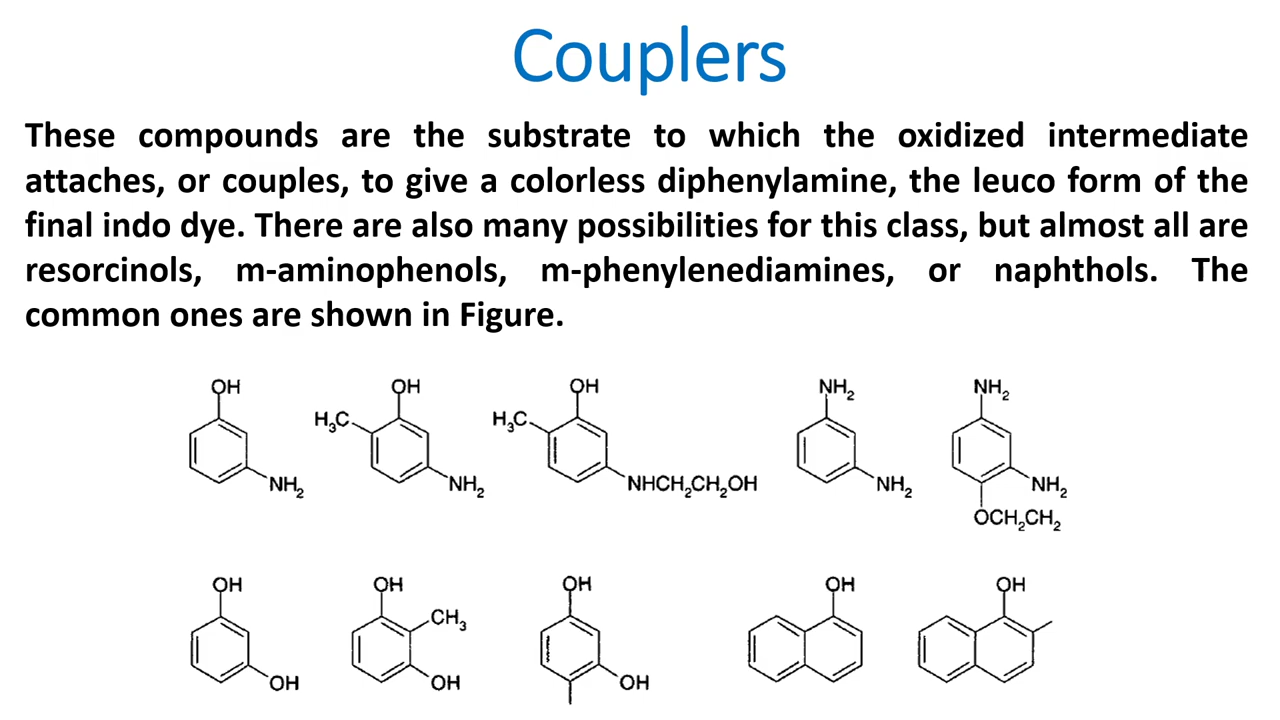 Couplers
These compounds are the substrate to which the oxidized intermediate
attaches, or couples, to give a colorless diphenylamine, the leuco form of the
final indo dye. There are also many possibilities for this class, but almost all are
resorcinols, m-aminophenols, m-phenylenediamines, or naphthols. The
common ones are shown in Figure.
OH OH OH NH₂ NH₂
H₃C H₃C
NH₂ NH₂ NHCH₂CH₂OH NH₂ NH₂
OCH₂CH₂
OH OH OH OH OH
CH₃
OH OH OH